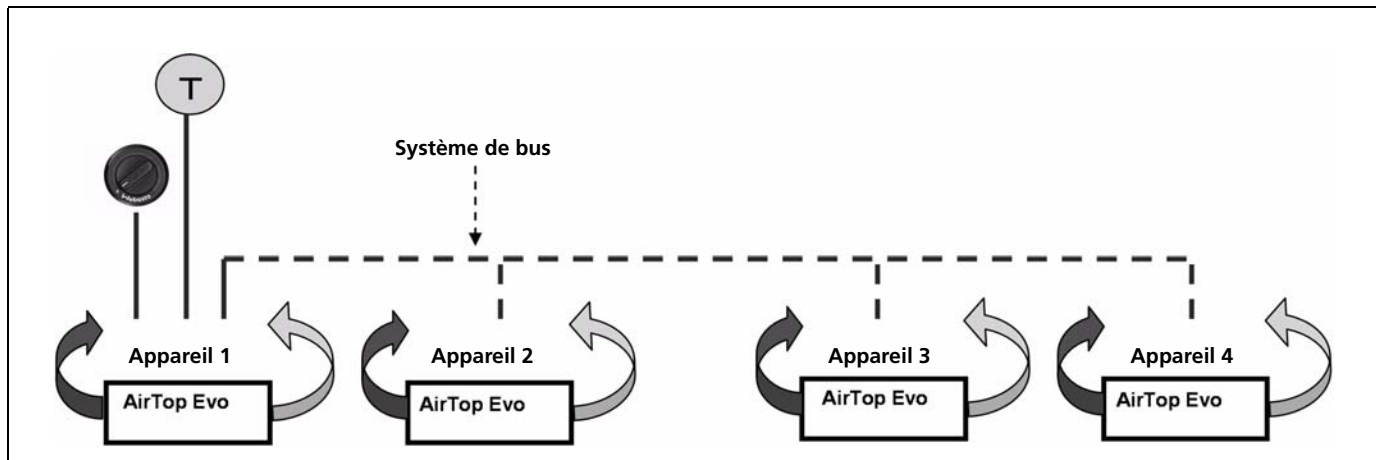 T
Système de bus
Appareil 1
Appareil 2
Appareil 3
Appareil 4
AirTop Evo
AirTop Evo
AirTop Evo
AirTop Evo